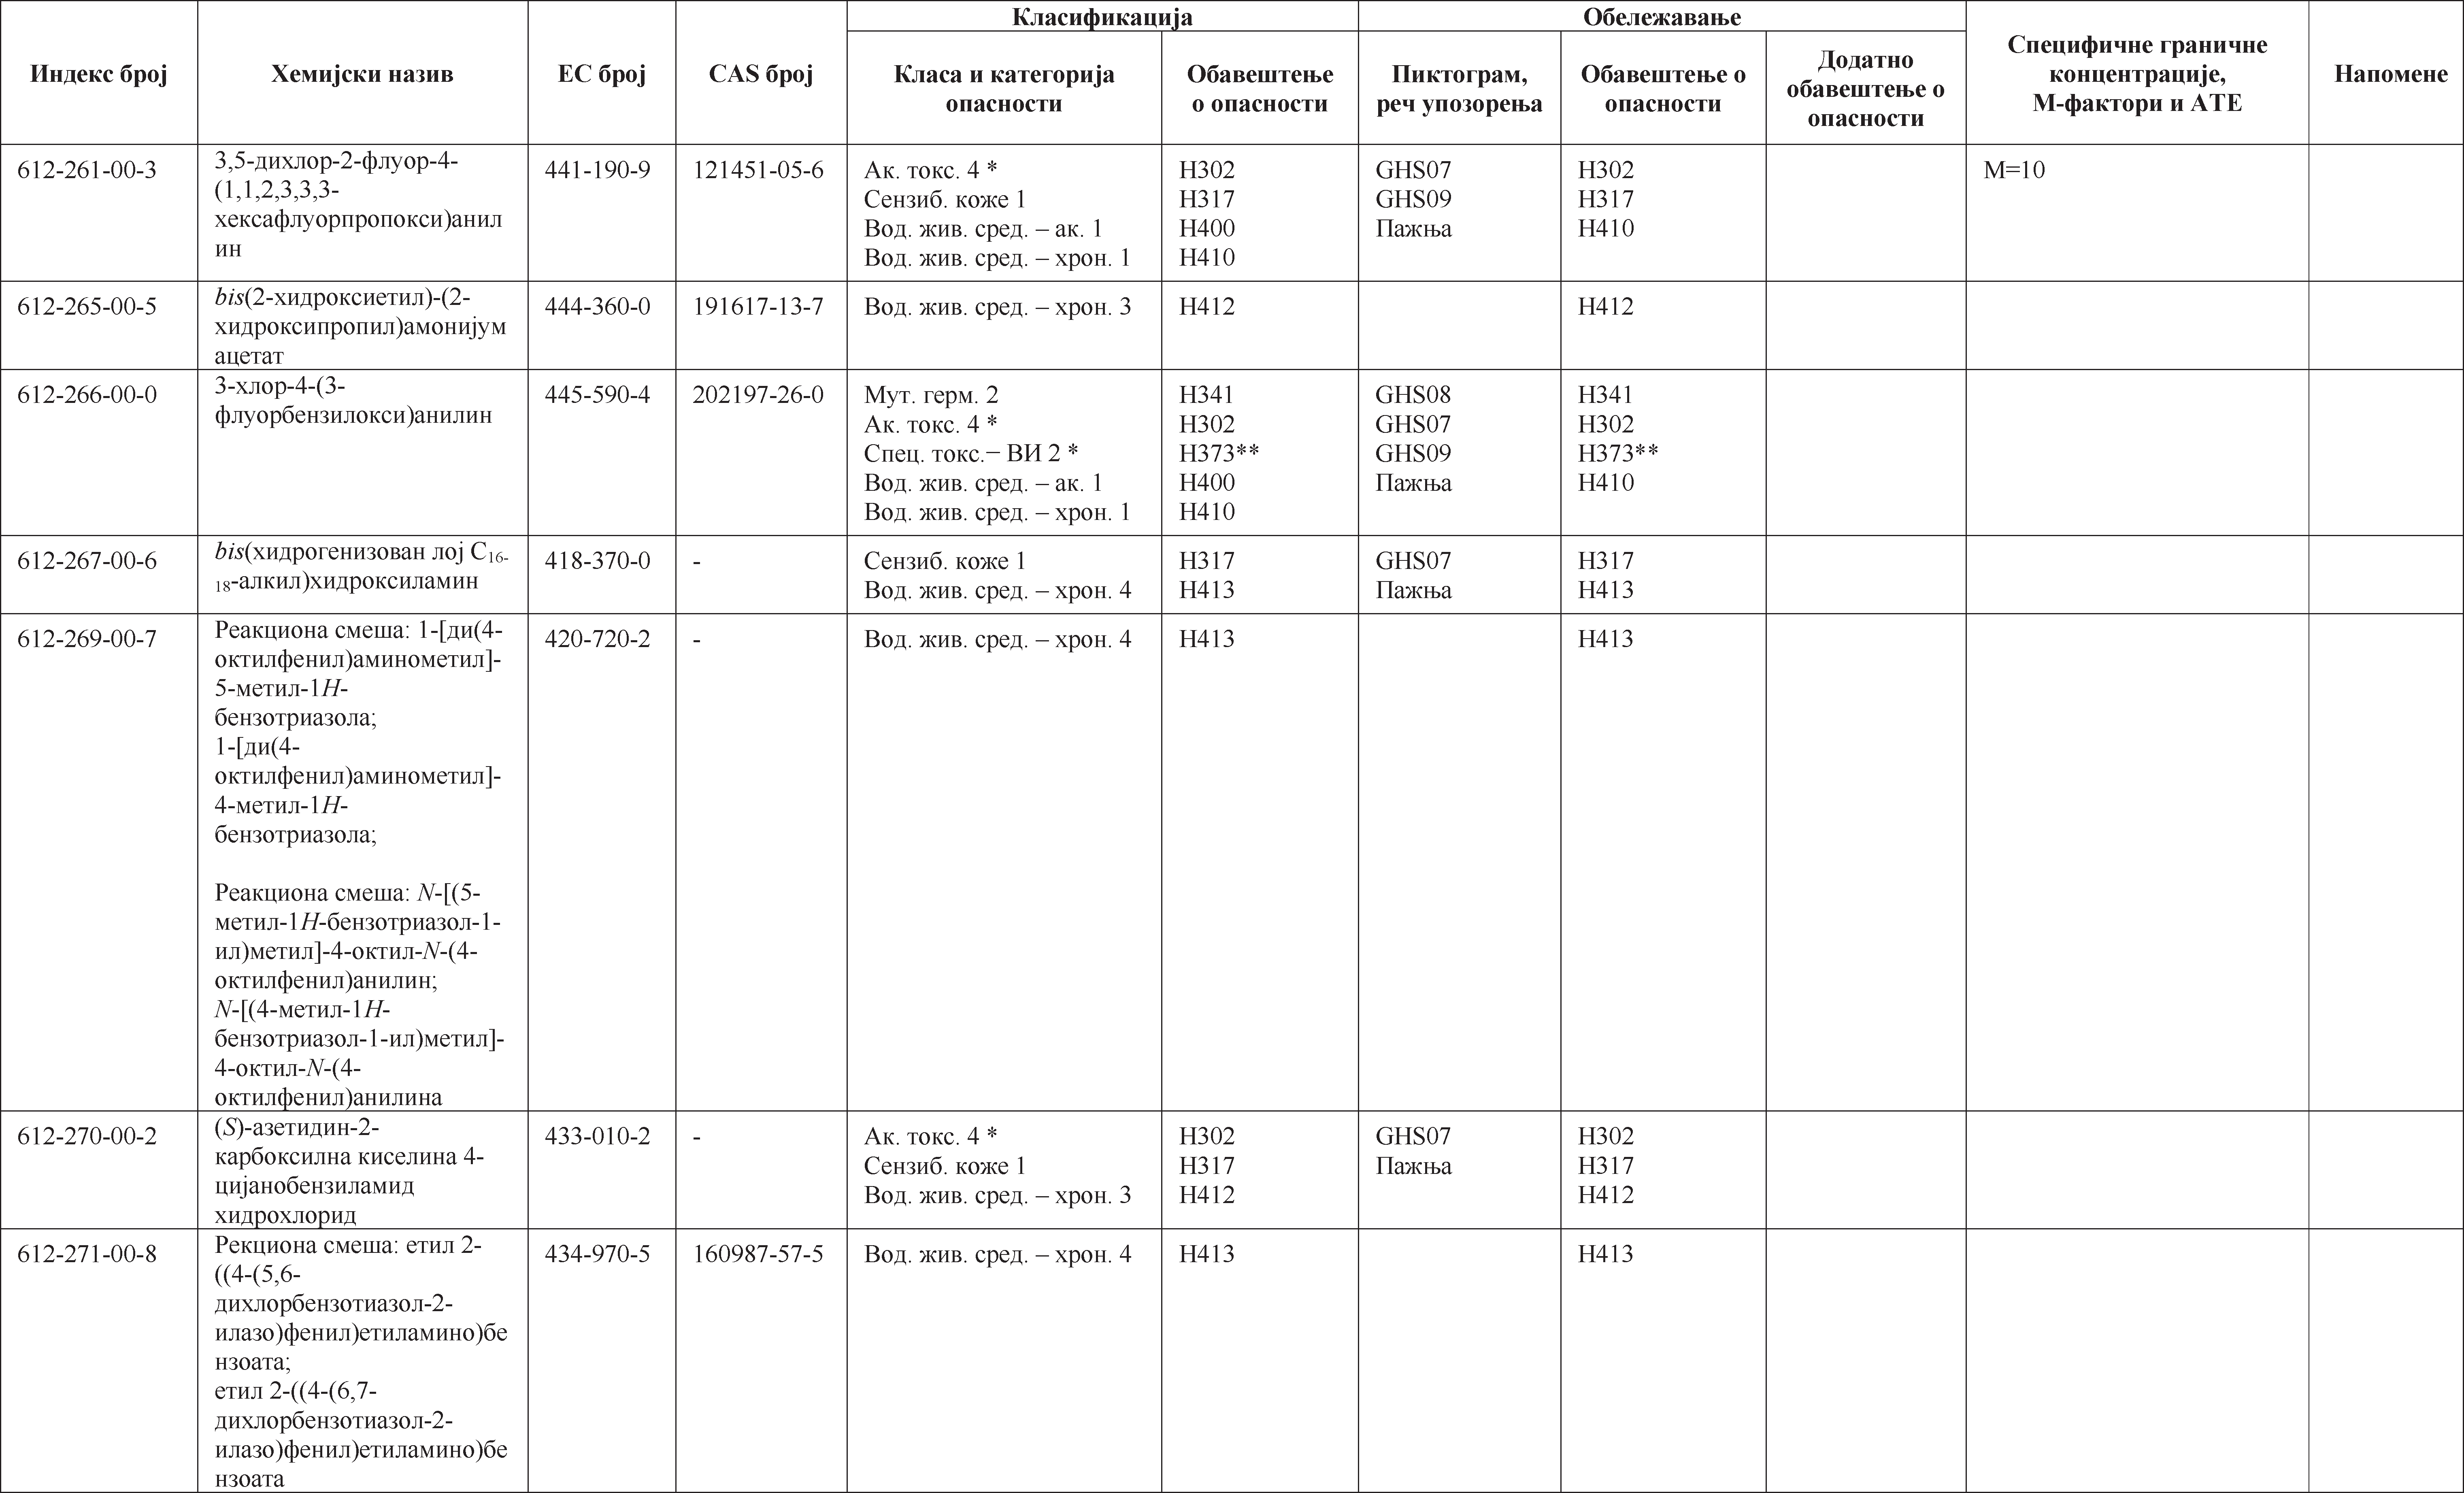 Индекс број
Хемијски назив
ЕС број
CAS број
Класификација
Класа и категорија
опасности
Обавештење
о опасности
Обележавање
Пиктограм,
реч упозорења
Обавештење о
опасности
Додатно
обавештење о
опасности
Специфичне граничне
концентрације,
М-фактори и АТЕ
Напомене
612-261-00-3
3,5-дихлор-2-флуор-4-
(1,1,2,3,3,3-
хексафлуорпропокси)анил
ин
441-190-9
121451-05-6
Ак. токс. 4 *
Сензиб. коже 1
Вод. жив. сред. – ак. 1
Вод. жив. сред. – хрон. 1
H302
H317
H400
H410
GHS07
GHS09
Пажња
H302
H317
H410
M=10
612-265-00-5
bis(2-хидроксиетил)-(2-
хидроксипропил)амонијум
ацетат
444-360-0
191617-13-7
Вод. жив. сред. – хрон. 3
H412
H412
612-266-00-0
3-хлор-4-(3-
флуорбензилокси)анилин
445-590-4
202197-26-0
Мут. герм. 2
Ак. токс. 4 *
Спец. токс.− ВИ 2 *
Вод. жив. сред. – ак. 1
Вод. жив. сред. – хрон. 1
H341
H302
H373**
H400
H410
GHS08
GHS07
GHS09
Пажња
H341
H302
H373**
H410
612-267-00-6
bis(хидрогенизован лој C16-
18-алкил)хидроксиламин
418-370-0
-
Сензиб. коже 1
Вод. жив. сред. – хрон. 4
H317
H413
GHS07
Пажња
H317
H413
612-269-00-7
Реакциона смеша: 1-[ди(4-
октилфенил)аминометил]-
5-метил-1H-
бензотриазола;
1-[ди(4-
октилфенил)аминометил]-
4-метил-1H-
бензотриазола;
Реакциона смеша: N-[(5-
метил-1H-бензотриазол-1-
ил)метил]-4-октил-N-(4-
октилфенил)анилин;
N-[(4-метил-1H-
бензотриазол-1-ил)метил]-
4-октил-N-(4-
октилфенил)анилина
420-720-2
-
Вод. жив. сред. – хрон. 4
H413
H413
612-270-00-2
(S)-азетидин-2-
карбоксилна киселина 4-
цијанобензиламид
хидрохлорид
433-010-2
-
Ак. токс. 4 *
Сензиб. коже 1
Вод. жив. сред. – хрон. 3
H302
H317
H412
GHS07
Пажња
H302
H317
H412
612-271-00-8
Рекциона смеша: етил 2-
((4-(5,6-
дихлорбензотиазол-2-
илазо)фенил)етиламино)бе
нзоата;
етил 2-((4-(6,7-
дихлорбензотиазол-2-
илазо)фенил)етиламино)бе
нзоата
434-970-5
160987-57-5
Вод. жив. сред. – хрон. 4
H413
H413